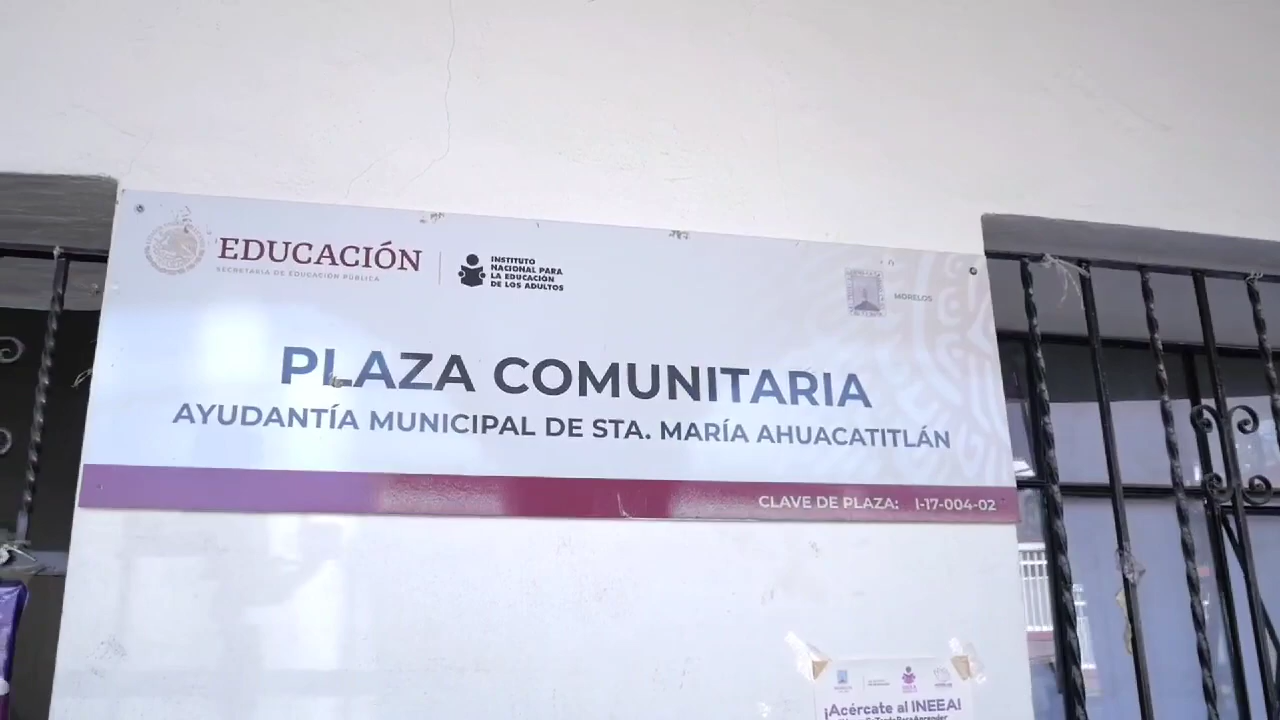 EDUCACIÓN
SECRETARÍA DE EDUCACIÓN PÚBLICA
INSTITUTO
NACIONAL PARA
LA EDUCACIÓN
DE LOS ADULTOS
MORELOS
PLAZA COMUNITARIA
AYUDANTÍA MUNICIPAL DE STA. MARÍA AHUACATITLÁN
CLAVE DE PLAZA: I-17-004-02
¡Acércate al INEEA!